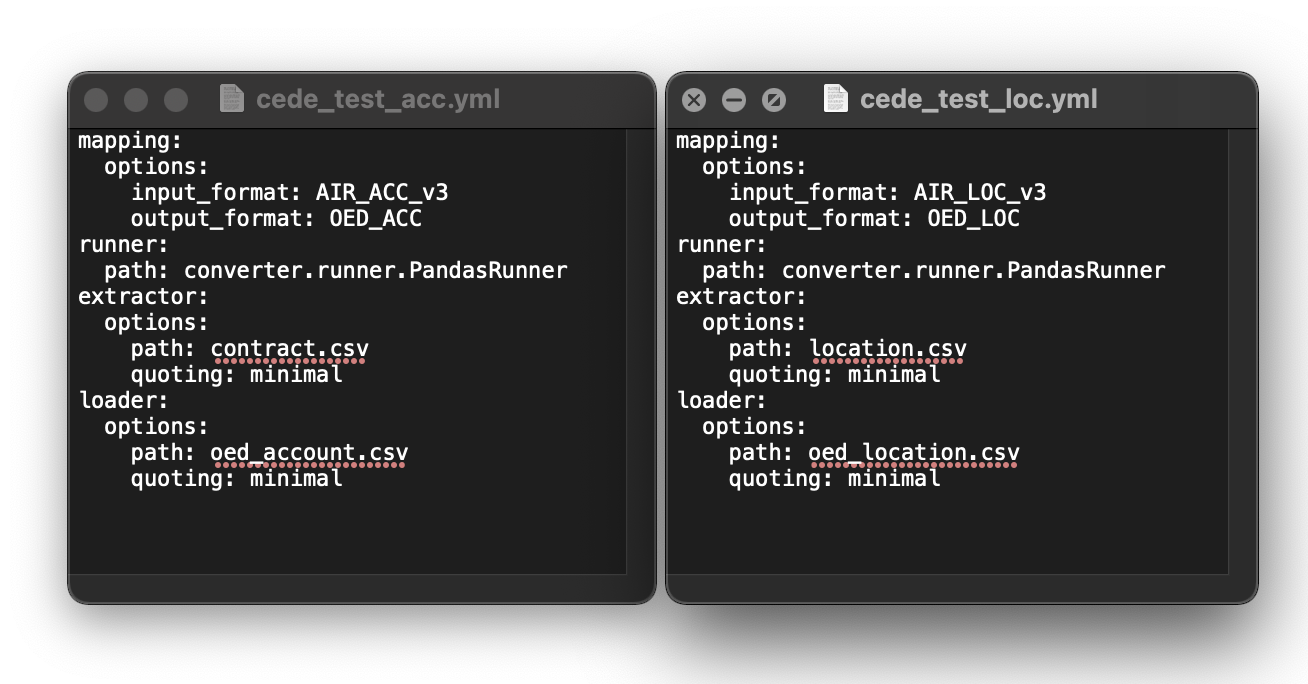 cede_test_acc.yml
mapping:
  options:
    input_format: AIR_ACC_v3
    output_format: OED_ACC
runner:
  path: converter.runner.PandasRunner
extractor:
  options:
    path: contract.csv
    quoting: minimal
loader:
  options:
    path: oed_account.csv
    quoting: minimal
cede_test_loc.yml
mapping:
  options:
    input_format: AIR_LOC_v3
    output_format: OED_LOC
runner:
  path: converter.runner.PandasRunner
extractor:
  options:
    path: location.csv
    quoting: minimal
loader:
  options:
    path: oed_location.csv
    quoting: minimal